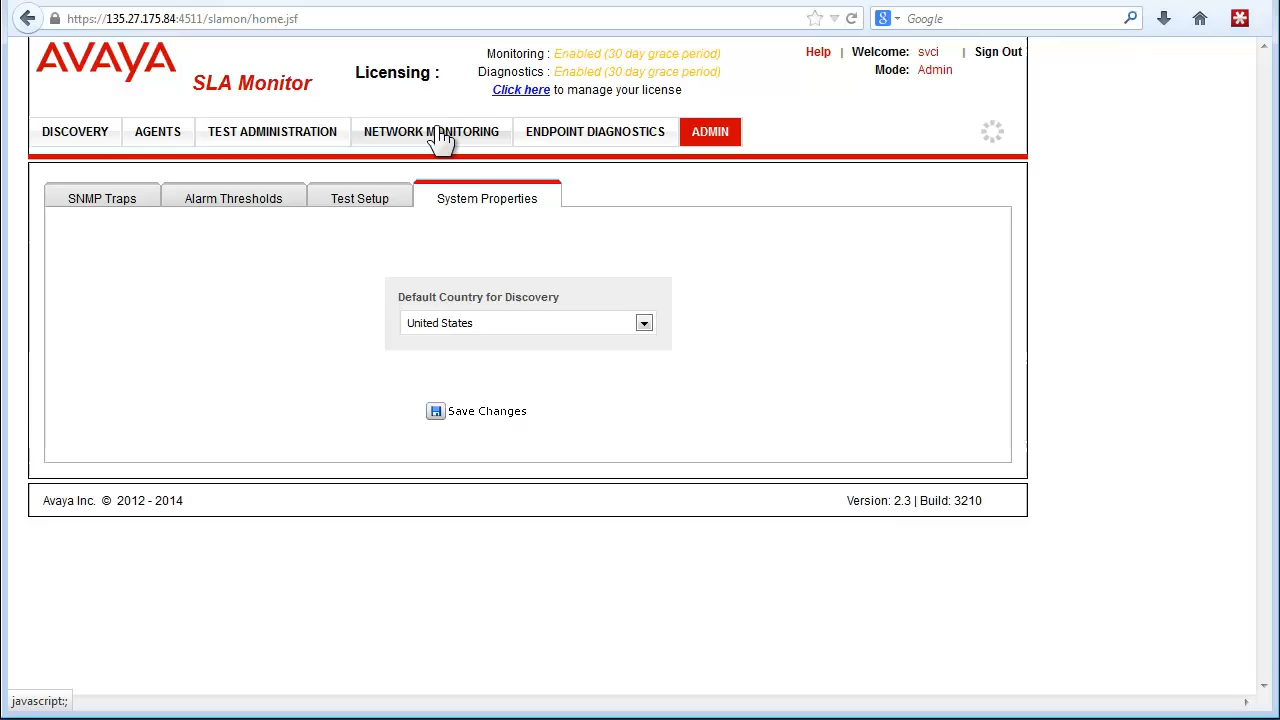 https://135.27.175.84:4511/slamon/home.jsf
Google
AVAYA
SLA Monitor
Licensing :
Monitoring : Enabled (30 day grace period)
Diagnostics : Enabled (30 day grace period)
Click here to manage your license
Help | Welcome: svci | Sign Out
Mode: Admin
DISCOVERY AGENTS TEST ADMINISTRATION NETWORK MONITORING ENDPOINT DIAGNOSTICS ADMIN
SNMP Traps Alarm Thresholds Test Setup System Properties
Default Country for Discovery
United States
Save Changes
Avaya Inc. © 2012 - 2014 Version: 2.3 | Build: 3210
javascript:;